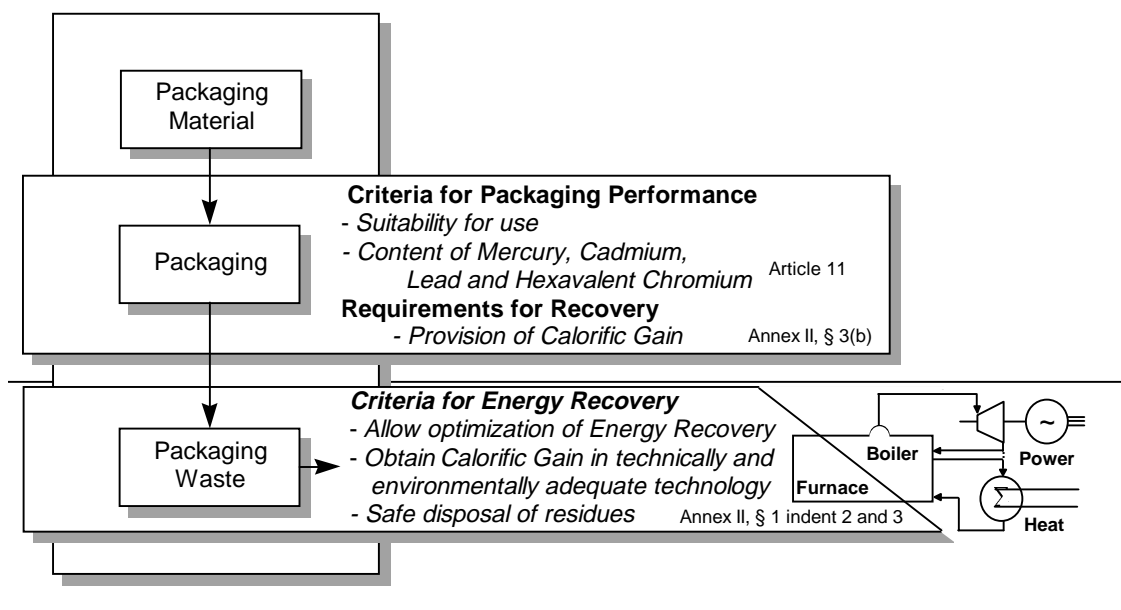 Packaging
Material
Criteria for Packaging Performance
- Suitability for use
- Content of Mercury, Cadmium,
Lead and Hexavalent Chromium
Article 11
Packaging
Requirements for Recovery
- Provision of Calorific Gain
Annex II, § 3(b)
Criteria for Energy Recovery
- Allow optimization of Energy Recovery
- Obtain Calorific Gain in technically and
environmentally adequate technology
- Safe disposal of residues
Annex II, § 1 indent 2 and 3
Packaging
Waste
Boiler
Furnace
~
Power
Heat